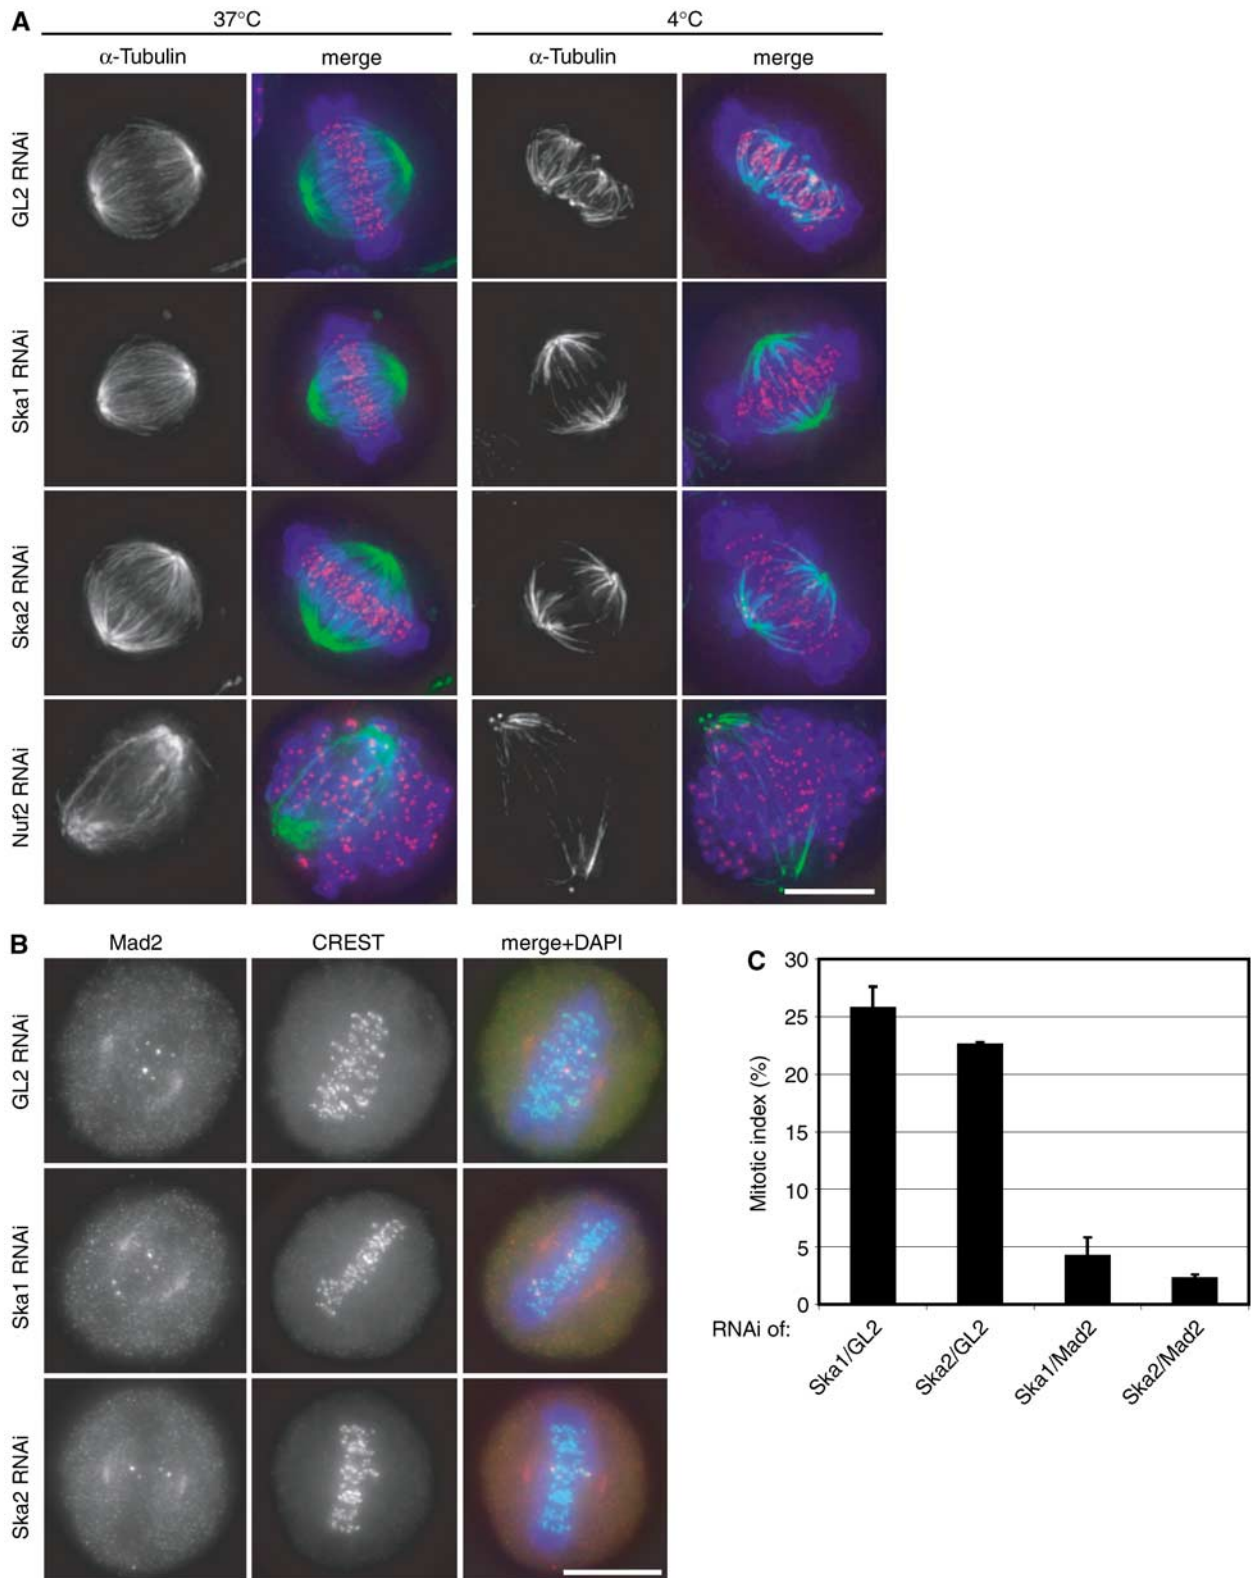 A
37°C
4°C
α-Tubulin
merge
α-Tubulin
merge
GL2 RNAi
Ska1 RNAi
Ska2 RNAi
Nuf2 RNAi
B
Mad2
CREST
merge+DAPI
GL2 RNAi
Ska1 RNAi
Ska2 RNAi
C
Mitotic index (%)
30
25
20
15
10
5
0
RNAi of:
Ska1/GL2
Ska2/GL2
Ska1/Mad2
Ska2/Mad2